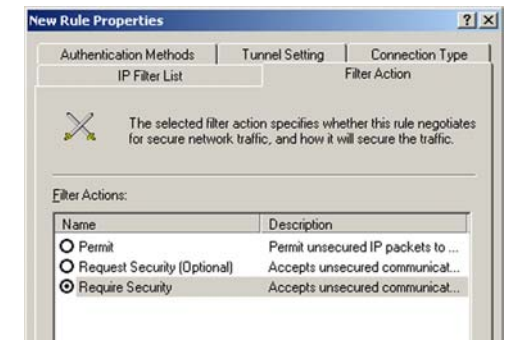 New Rule Properties
Authentication Methods Tunnel Setting Connection Type
IP Filter List Filter Action
The selected filter action specifies whether this rule negotiates
for secure network traffic, and how it will secure the traffic.
Filter Actions:
Name Description
Permit Permit unsecured IP packets to ...
Request Security (Optional) Accepts unsecured communicat...
Require Security Accepts unsecured communicat...